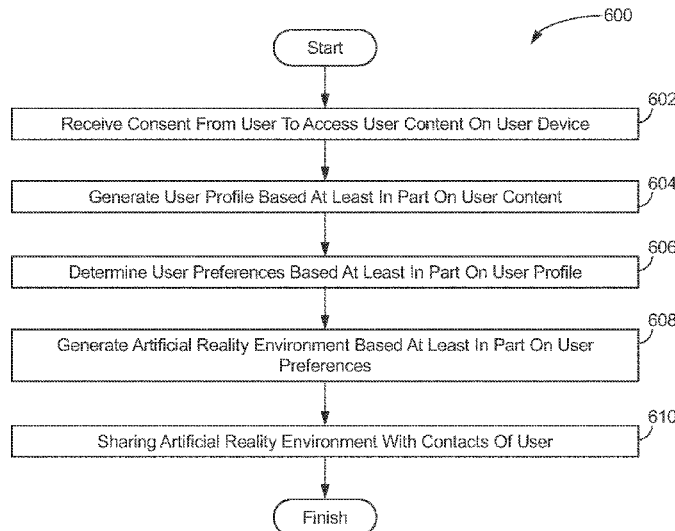 600
Start
602
Receive Consent From User To Access User Content On User Device
604
Generate User Profile Based At Least In Part On User Content
606
Determine User Preferences Based At Least In Part On User Profile
608
Generate Artificial Reality Environment Based At Least In Part On User
Preferences
610
Sharing Artificial Reality Environment With Contacts Of User
Finish